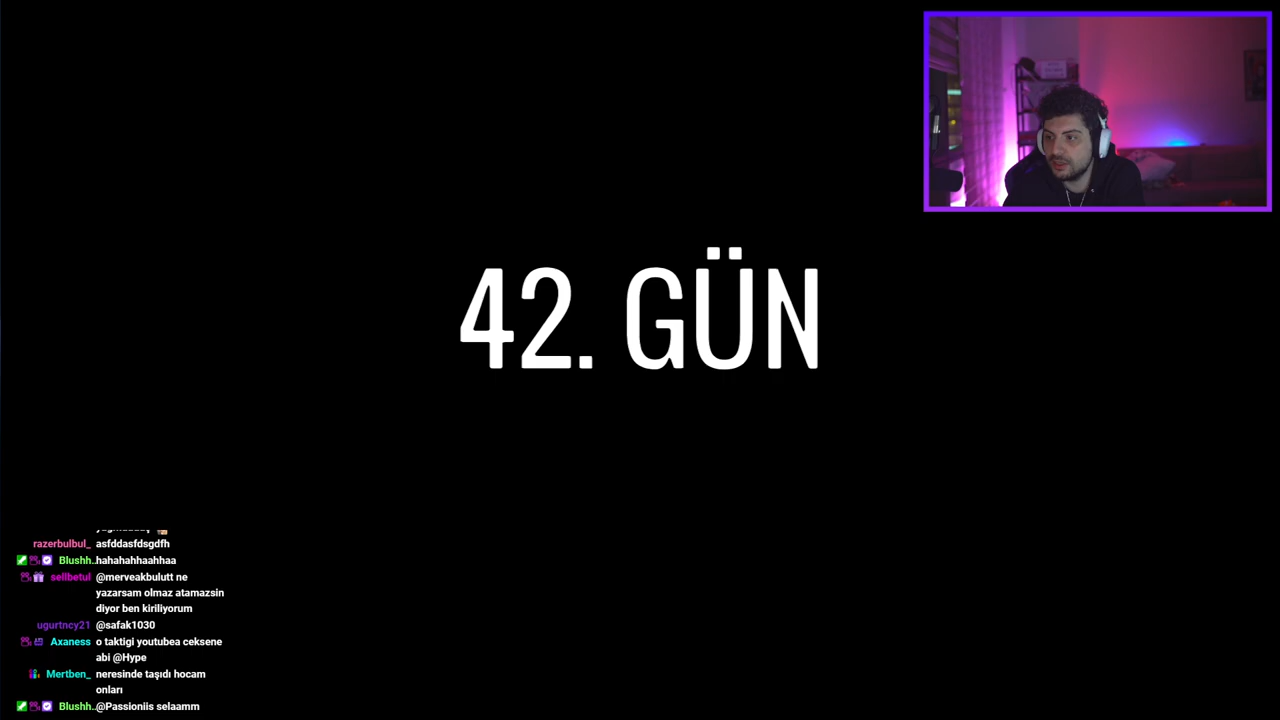 42. GÜN
razerbulbul_ asfddasfdsgdfh
Blushh.. hahahahhaahhaa
sellbetul @merveakbulutt ne
yazarsam olmaz atamazsin
diyor ben kiriliyorum
ugurtncy21 @safak1030
Axaness o taktigi youtubea ceksene
abi @Hype
Mertben_ neresinde taşıdı hocam
onları
Blushh.. @Passioniis selaamm